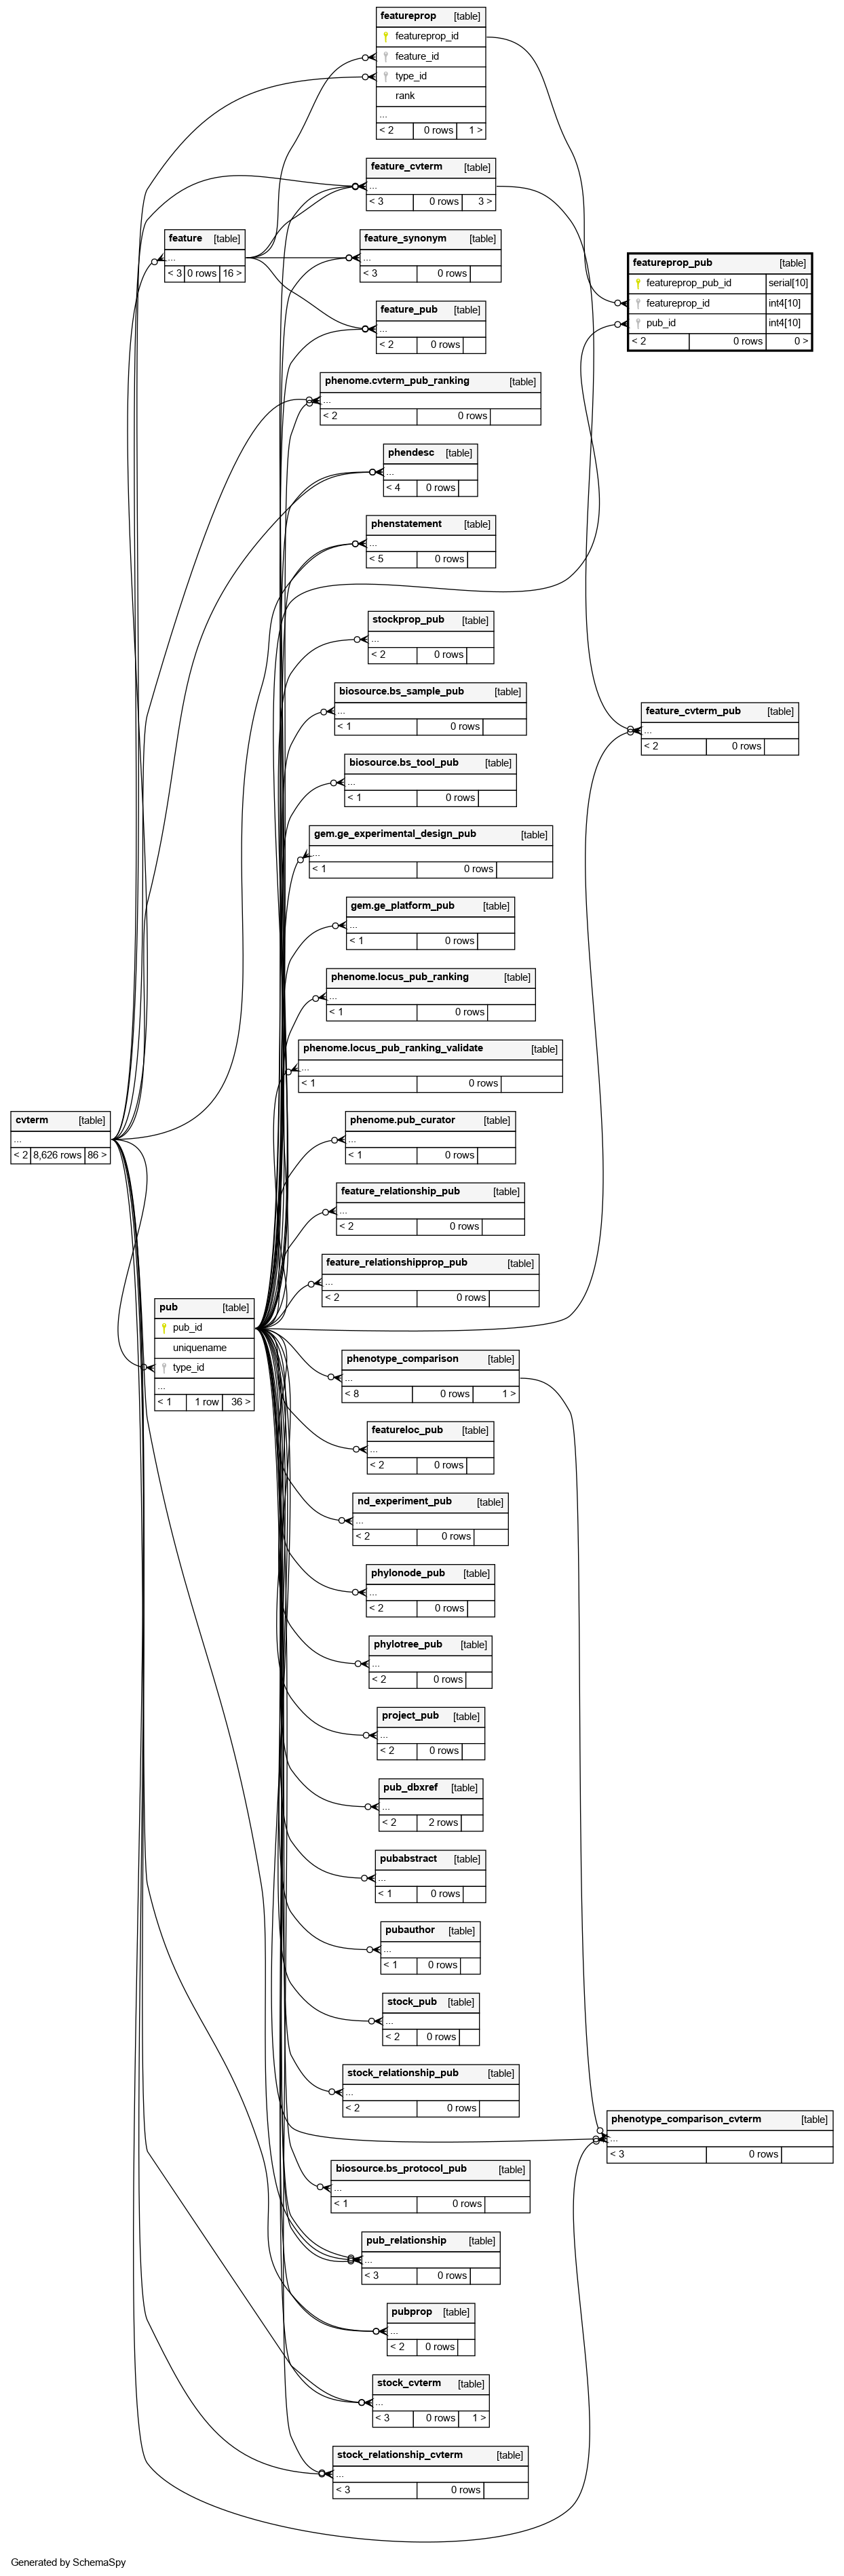 featureprop [table]
featureprop_id
feature_id
type_id
rank
...
< 2 0 rows 1 >
feature_cvterm [table]
...
< 3 0 rows 3 >
feature [table]
...
< 3 0 rows 16 >
feature_synonym [table]
...
< 3 0 rows
featureprop_pub [table]
featureprop_pub_id serial[10]
featureprop_id int4[10]
pub_id int4[10]
< 2 0 rows 0 >
feature_pub [table]
...
< 2 0 rows
phenome.cvterm_pub_ranking [table]
...
< 2 0 rows
phendesc [table]
...
< 4 0 rows
phenstatement [table]
...
< 5 0 rows
stockprop_pub [table]
...
< 2 0 rows
biosource.bs_sample_pub [table]
...
< 1 0 rows
feature_cvterm_pub [table]
...
< 2 0 rows
biosource.bs_tool_pub [table]
...
< 1 0 rows
gem.ge_experimental_design_pub [table]
...
< 1 0 rows
gem.ge_platform_pub [table]
...
< 1 0 rows
phenome.locus_pub_ranking [table]
...
< 1 0 rows
phenome.locus_pub_ranking_validate [table]
...
< 1 0 rows
cvterm [table]
...
< 2 8,626 rows 86 >
phenome.pub_curator [table]
...
< 1 0 rows
feature_relationship_pub [table]
...
< 2 0 rows
feature_relationshipprop_pub [table]
...
< 2 0 rows
pub [table]
pub_id
uniquename
type_id
...
< 1 1 row 36 >
phenotype_comparison [table]
...
< 8 0 rows 1 >
featureloc_pub [table]
...
< 2 0 rows
nd_experiment_pub [table]
...
< 2 0 rows
phylonode_pub [table]
...
< 2 0 rows
phylotree_pub [table]
...
< 2 0 rows
project_pub [table]
...
< 2 0 rows
pub_dbxref [table]
...
< 2 2 rows
pubabstract [table]
...
< 1 0 rows
pubauthor [table]
...
< 1 0 rows
stock_pub [table]
...
< 2 0 rows
stock_relationship_pub [table]
...
< 2 0 rows
phenotype_comparison_cvterm [table]
...
< 3 0 rows
biosource.bs_protocol_pub [table]
...
< 1 0 rows
pub_relationship [table]
...
< 3 0 rows
pubprop [table]
...
< 2 0 rows
stock_cvterm [table]
...
< 3 0 rows 1 >
stock_relationship_cvterm [table]
...
< 3 0 rows
Generated by SchemaSpy